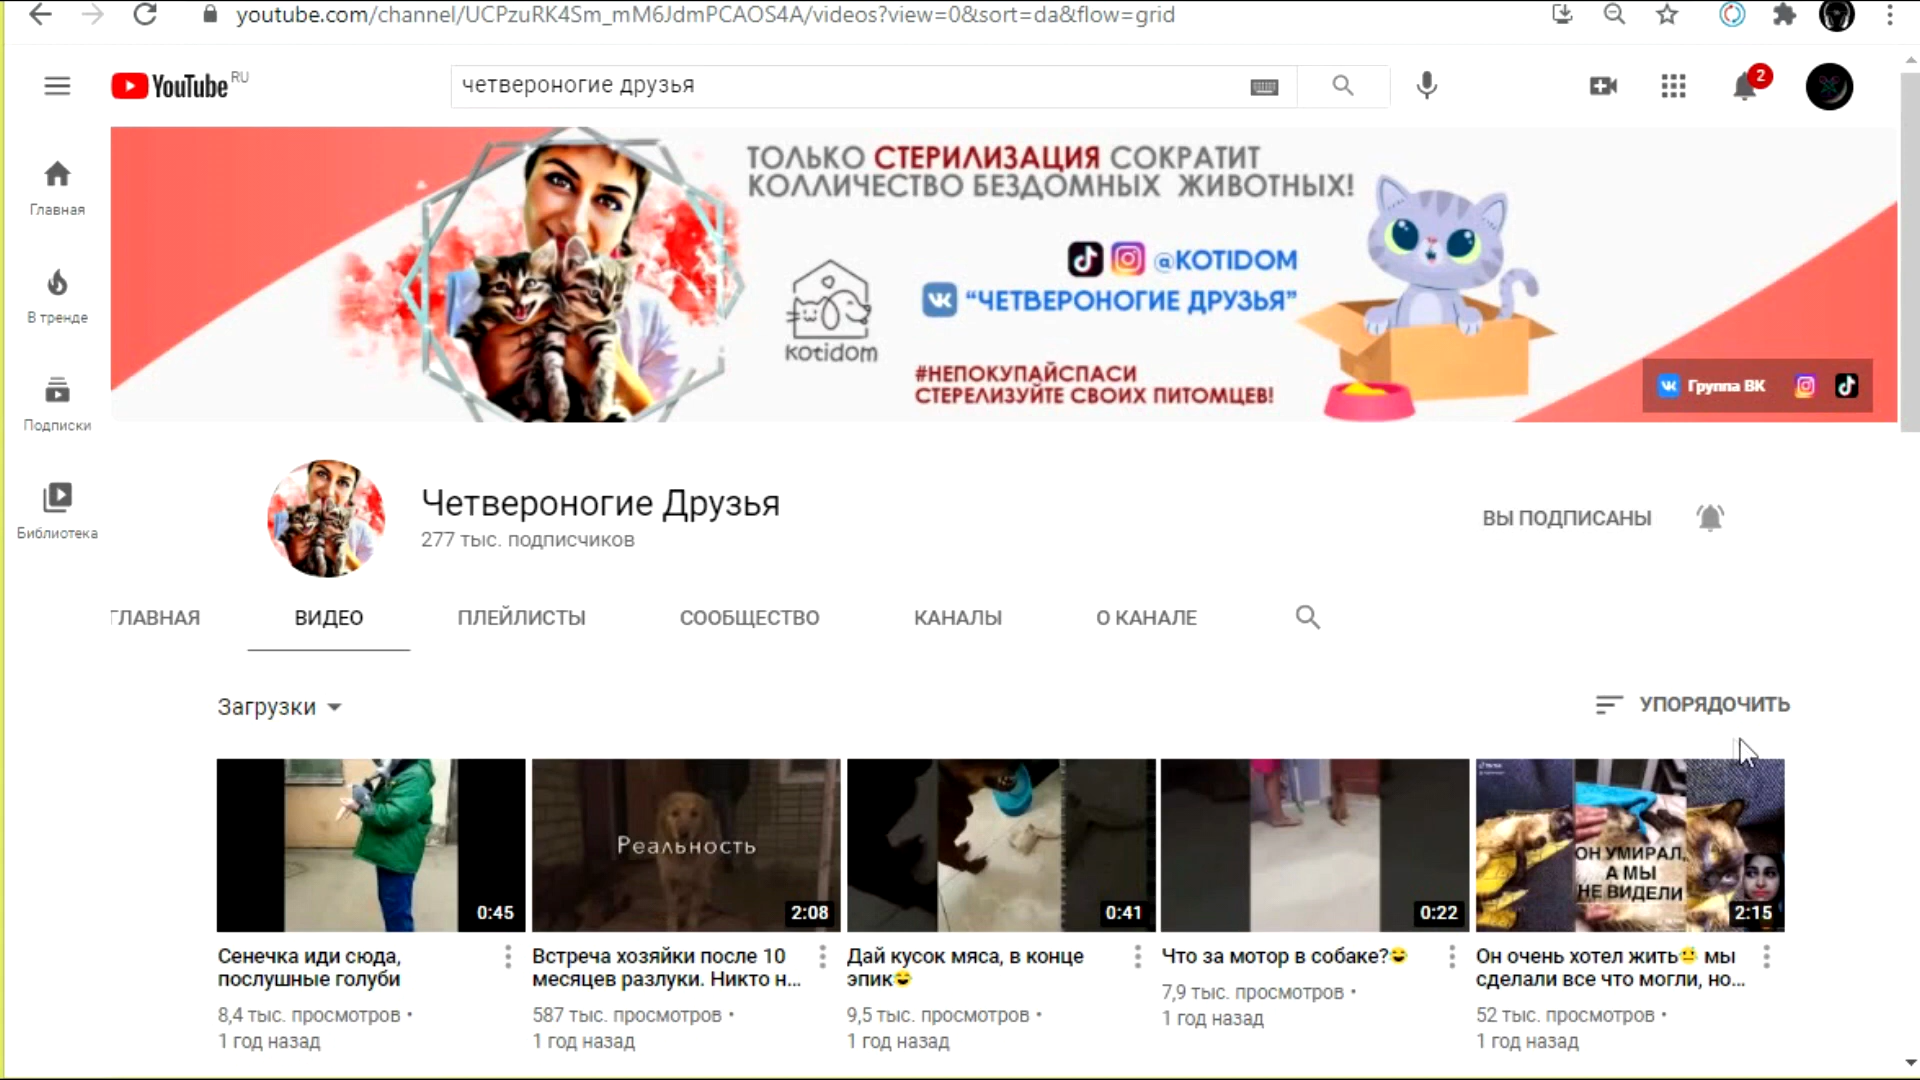 youtube.com/channel/UCPzuRK4Sm_mM6JdmPCAOS4A/videos?view=0&sort=da&flow=grid
YouTube RU
четвероногие друзья
2
Главная
В тренде
Подписки
Библиотека
ТОЛЬКО СТЕРИЛИЗАЦИЯ СОКРАТИТ
КОЛЛИЧЕСТВО БЕЗДОМНЫХ ЖИВОТНЫХ!
@KOTIDOM
"ЧЕТВЕРОНОГИЕ ДРУЗЬЯ"
kotidom
#НЕПОКУПАЙСПАСИ
СТЕРЕЛИЗУЙТЕ СВОИХ ПИТОМЦЕВ!
Группа ВК
Четвероногие Друзья
277 тыс. подписчиков
ВЫ ПОДПИСАНЫ
ГЛАВНАЯ
ВИДЕО
ПЛЕЙЛИСТЫ
СООБЩЕСТВО
КАНАЛЫ
О КАНАЛЕ
Загрузки
УПОРЯДОЧИТЬ
0:45
Сенечка иди сюда,
послушные голуби
8,4 тыс. просмотров •
1 год назад
Реальность
2:08
Встреча хозяйки после 10
месяцев разлуки. Никто н...
587 тыс. просмотров •
1 год назад
0:41
Дай кусок мяса, в конце
эпик😂
9,5 тыс. просмотров •
1 год назад
0:22
Что за мотор в собаке?😂
7,9 тыс. просмотров •
1 год назад
ОН УМИРАЛ,
А МЫ
НЕ ВИДЕЛИ
2:15
Он очень хотел жить😓 мы
сделали все что могли, но...
52 тыс. просмотров •
1 год назад